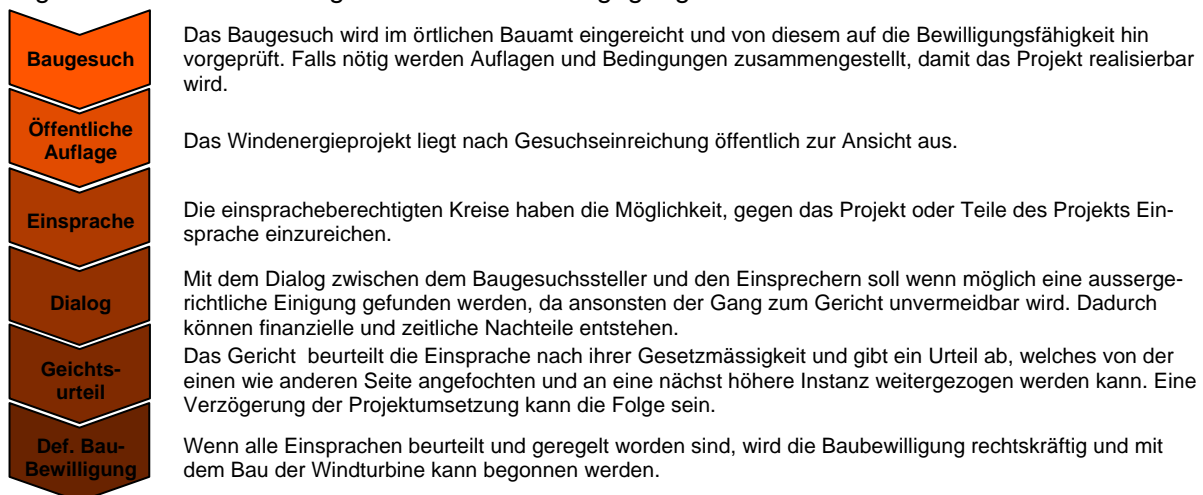 Baugesuch
Das Baugesuch wird im örtlichen Bauamt eingereicht und von diesem auf die Bewilligungsfähigkeit hin
vorgeprüft. Falls nötig werden Auflagen und Bedingungen zusammengestellt, damit das Projekt realisierbar
wird.
Öffentliche
Auflage
Das Windenergieprojekt liegt nach Gesuchseinreichung öffentlich zur Ansicht aus.
Einsprache
Die einspracheberechtigten Kreise haben die Möglichkeit, gegen das Projekt oder Teile des Projekts Ein-
sprache einzureichen.
Dialog
Mit dem Dialog zwischen dem Baugesuchssteller und den Einsprechern soll wenn möglich eine ausserge-
richtliche Einigung gefunden werden, da ansonsten der Gang zum Gericht unvermeidbar wird. Dadurch
können finanzielle und zeitliche Nachteile entstehen.
Geichts-
urteil
Das Gericht beurteilt die Einsprache nach ihrer Gesetzmässigkeit und gibt ein Urteil ab, welches von der
einen wie anderen Seite angefochten und an eine nächst höhere Instanz weitergezogen werden kann. Eine
Verzögerung der Projektumsetzung kann die Folge sein.
Def. Bau-
Bewilligung
Wenn alle Einsprachen beurteilt und geregelt worden sind, wird die Baubewilligung rechtskräftig und mit
dem Bau der Windturbine kann begonnen werden.